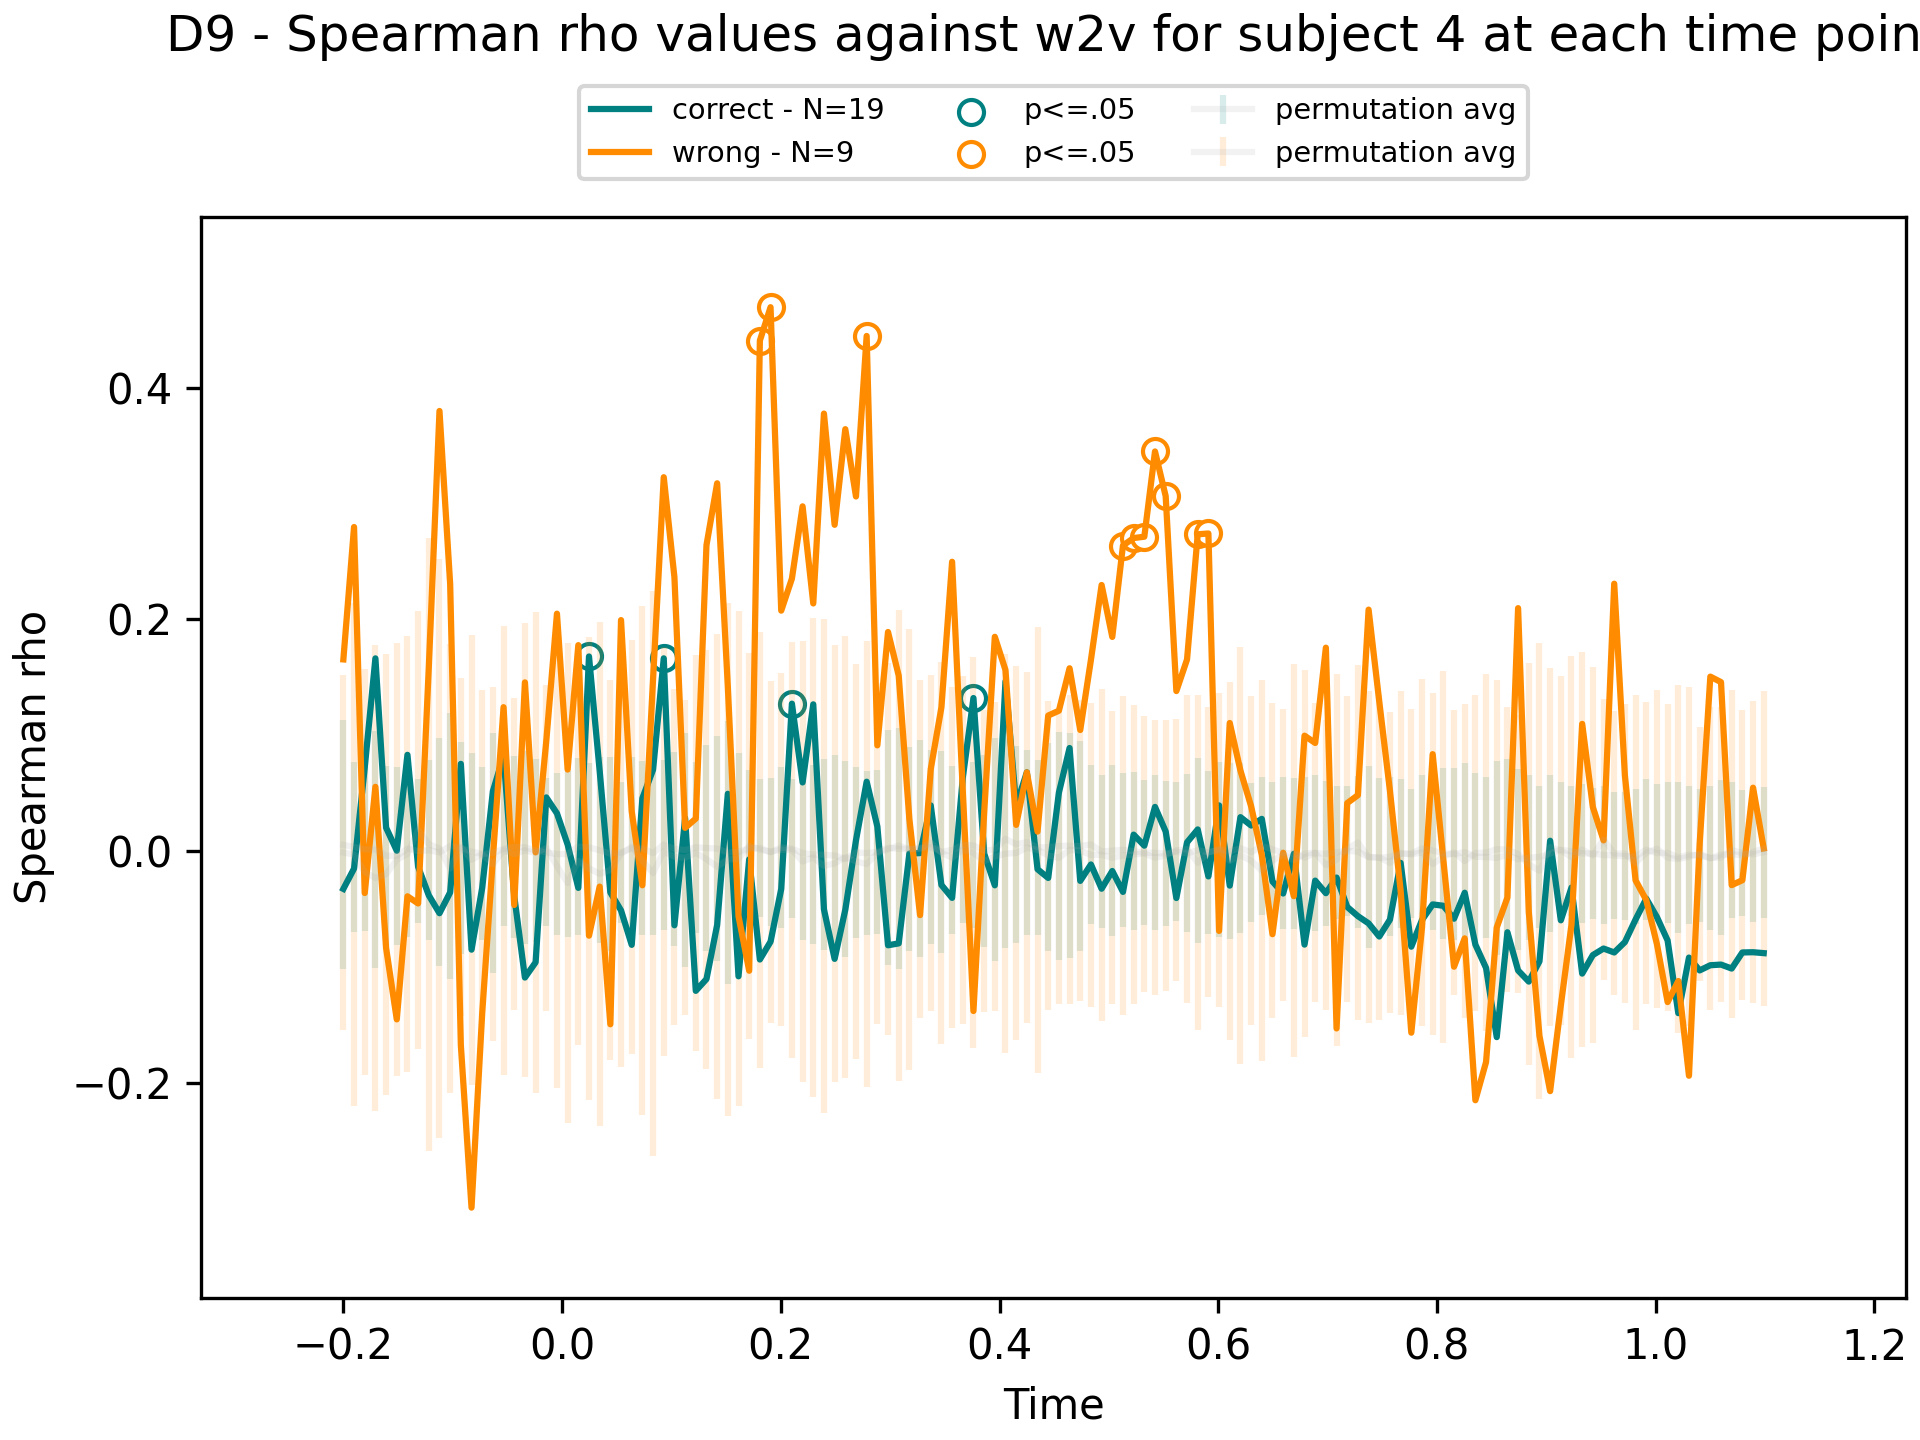 D9 - Spearman rho values against w2v for subject 4 at each time poin
correct - N=19 p<=.05 permutation avg
wrong - N=9 p<=.05 permutation avg
Spearman rho
0.4
0.2
0.0
−0.2
−0.2 0.0 0.2 0.4 0.6 0.8 1.0 1.2
Time